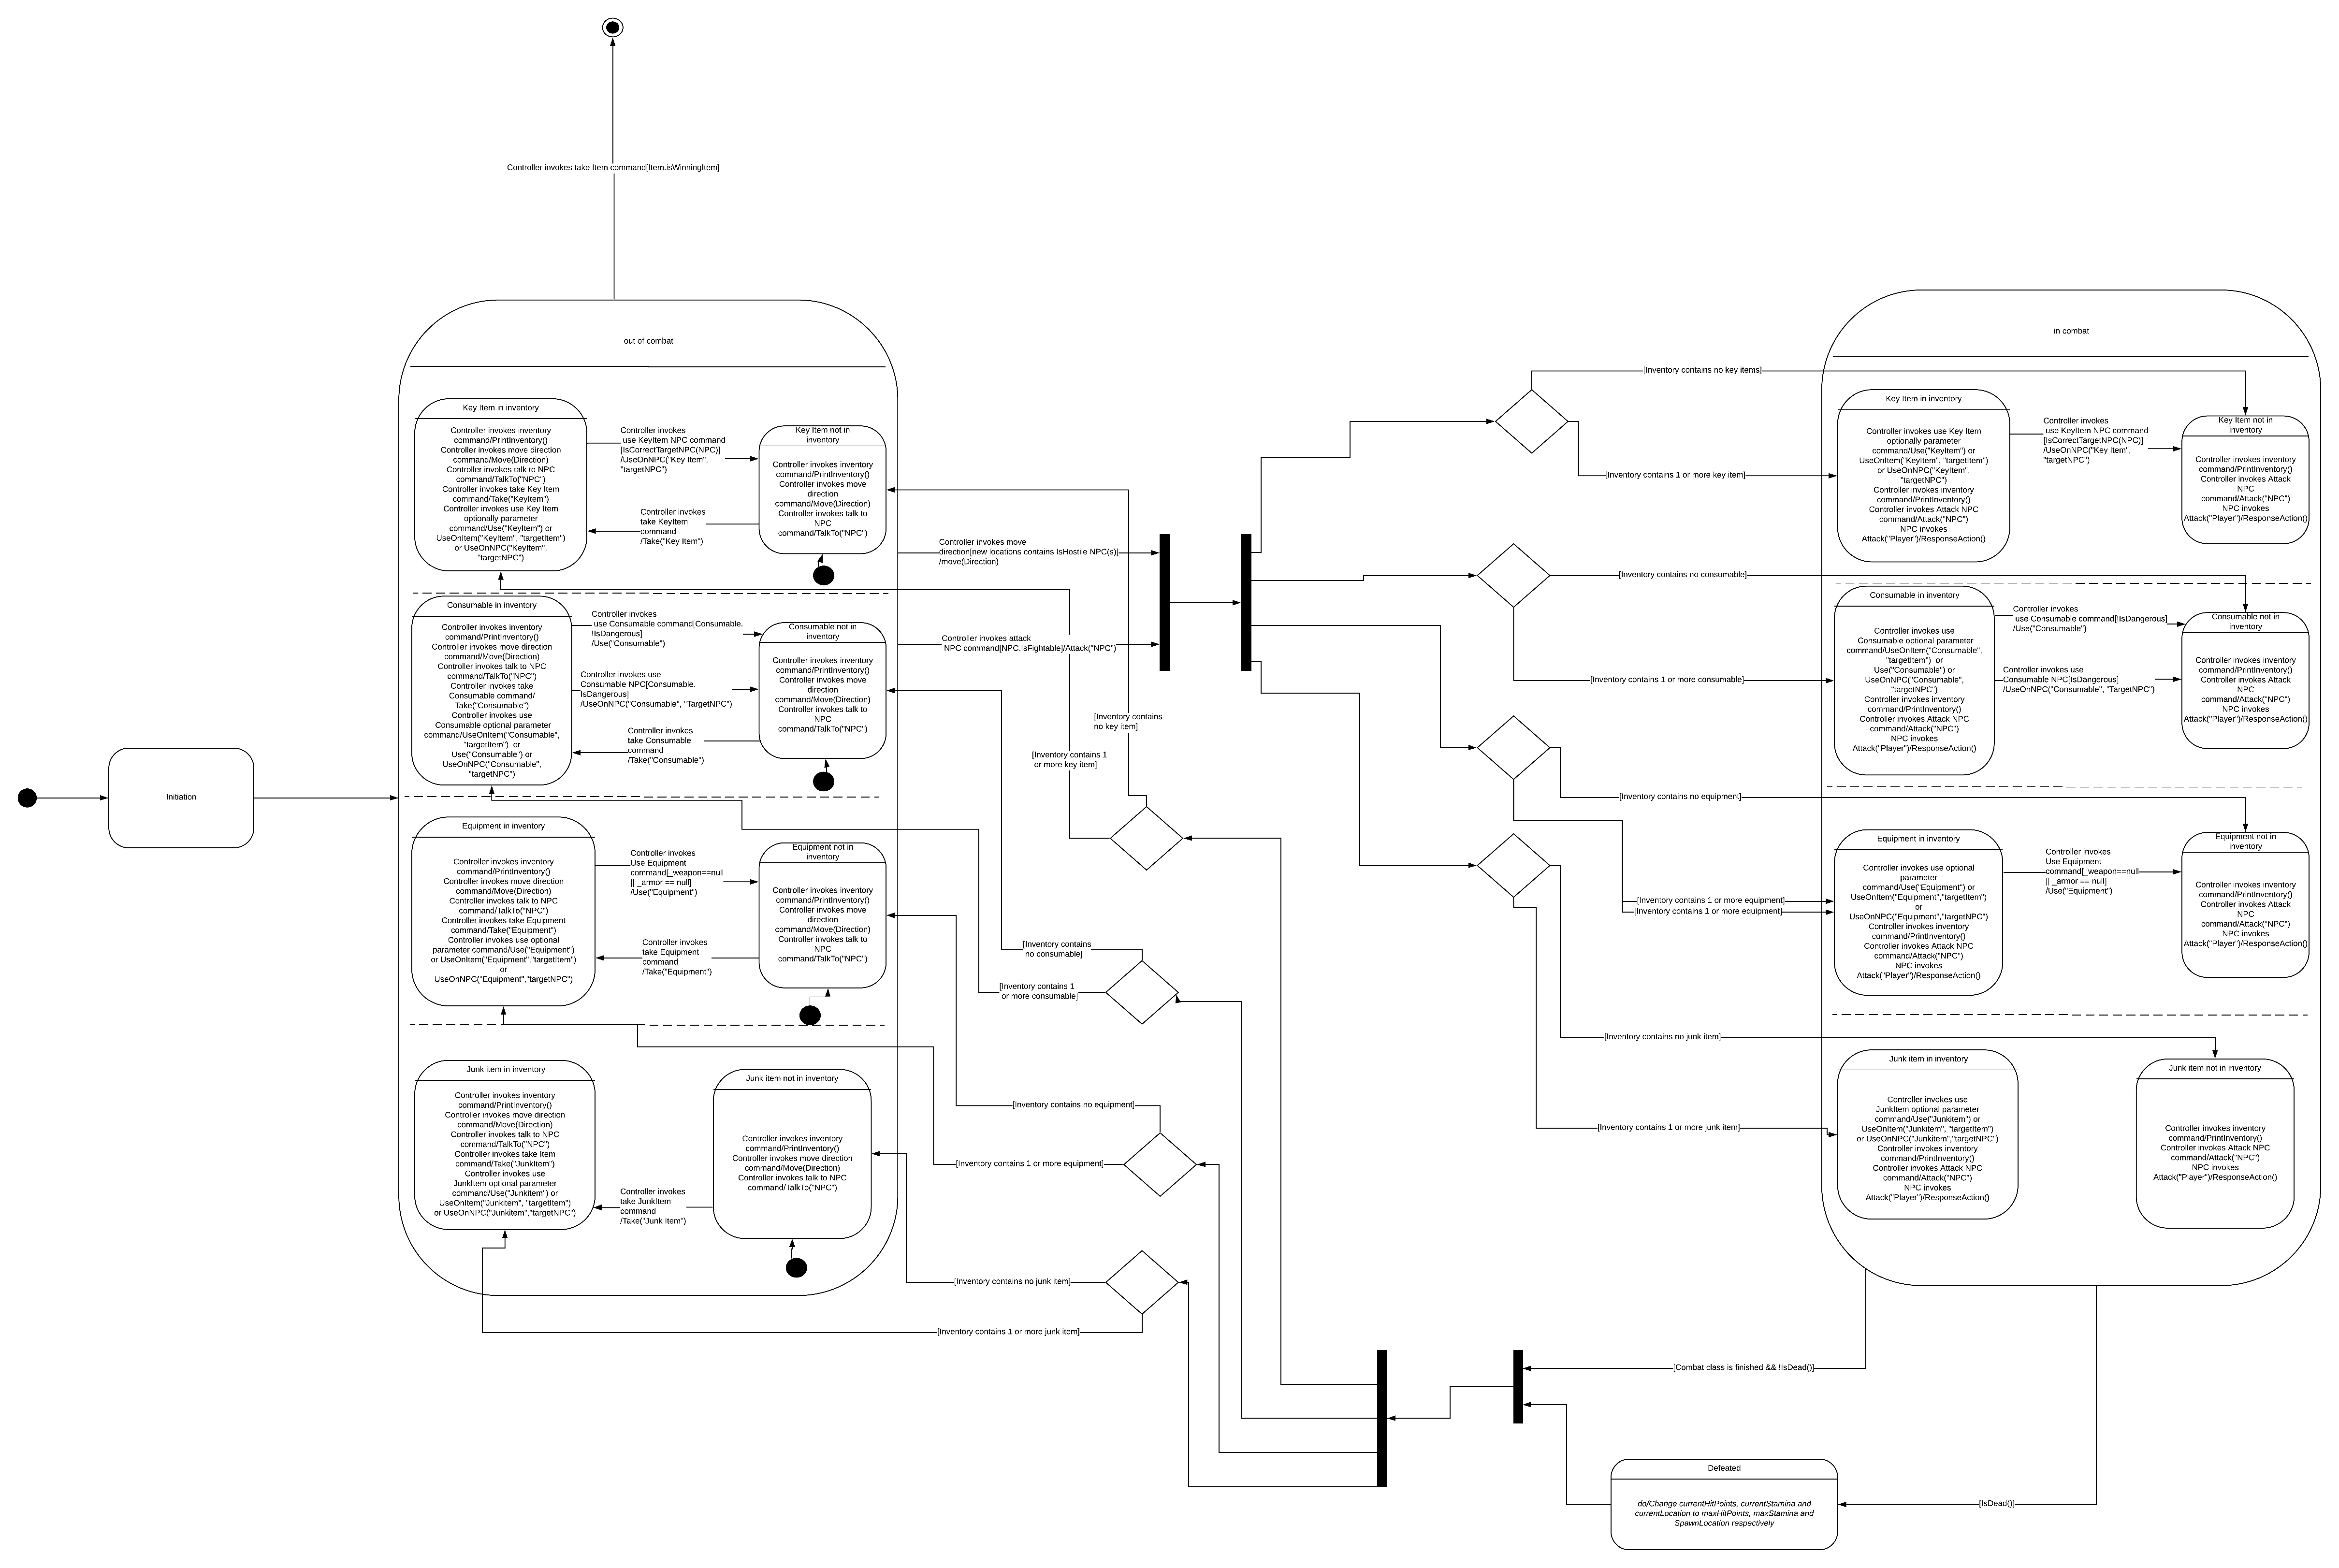 Controller invokes take Item command[Item.isWinningItem]
out of combat
Key Item in inventory
Controller invokes inventory
command/PrintInventory()
Controller invokes move direction
command/Move(Direction)
Controller invokes talk to NPC
command/TalkTo("NPC")
Controller invokes take Key Item
command/Take("KeyItem")
Controller invokes use Key Item
optionally parameter
command/Use("KeyItem") or
UseOnItem("KeyItem", "targetItem")
or UseOnNPC("KeyItem",
"targetNPC")
Controller invokes
use KeyItem NPC command
[IsCorrectTargetNPC(NPC)]
/UseOnNPC("Key Item",
"targetNPC")
Controller invokes
take KeyItem
command
/Take("Key Item")
Key Item not in
inventory
Controller invokes inventory
command/PrintInventory()
Controller invokes move
direction
command/Move(Direction)
Controller invokes talk to
NPC
command/TalkTo("NPC")
Consumable in inventory
Controller invokes inventory
command/PrintInventory()
Controller invokes move direction
command/Move(Direction)
Controller invokes talk to NPC
command/TalkTo("NPC")
Controller invokes take
Consumable command/
Take("Consumable")
Controller invokes use
Consumable optional parameter
command/UseOnItem("Consumable",
"targetItem") or
Use("Consumable") or
UseOnNPC("Consumable",
"targetNPC")
Controller invokes
use Consumable command[Consumable.
!IsDangerous]
/Use("Consumable")
Controller invokes use
Consumable NPC[Consumable.
IsDangerous]
/UseOnNPC("Consumable", "TargetNPC")
Controller invokes
take Consumable
command
/Take("Consumable")
Consumable not in
inventory
Controller invokes inventory
command/PrintInventory()
Controller invokes move
direction
command/Move(Direction)
Controller invokes talk to
NPC
command/TalkTo("NPC")
Initiation
Equipment in inventory
Controller invokes inventory
command/PrintInventory()
Controller invokes move direction
command/Move(Direction)
Controller invokes talk to NPC
command/TalkTo("NPC")
Controller invokes take Equipment
command/Take("Equipment")
Controller invokes use optional
parameter command/Use("Equipment")
or UseOnItem("Equipment","targetItem")
or
UseOnNPC("Equipment","targetNPC")
Controller invokes
Use Equipment
command[_weapon==null
|| _armor == null]
/Use("Equipment")
Controller invokes
take Equipment
command
/Take("Equipment")
Equipment not in
inventory
Controller invokes inventory
command/PrintInventory()
Controller invokes move
direction
command/Move(Direction)
Controller invokes talk to
NPC
command/TalkTo("NPC")
Junk item in inventory
Controller invokes inventory
command/PrintInventory()
Controller invokes move direction
command/Move(Direction)
Controller invokes talk to NPC
command/TalkTo("NPC")
Controller invokes take Item
command/Take("JunkItem")
Controller invokes use
JunkItem optional parameter
command/Use("Junkitem") or
UseOnItem("Junkitem", "targetItem")
or UseOnNPC("Junkitem","targetNPC")
Controller invokes
take JunkItem
command
/Take("Junk Item")
Junk item not in inventory
Controller invokes inventory
command/PrintInventory()
Controller invokes move direction
command/Move(Direction)
Controller invokes talk to NPC
command/TalkTo("NPC")
Controller invokes move
direction[new locations contains IsHostile NPC(s)]
/move(Direction)
Controller invokes attack
NPC command[NPC.IsFightable]/Attack("NPC")
[Inventory contains
no key item]
[Inventory contains 1
or more key item]
[Inventory contains
no consumable]
[Inventory contains 1
or more consumable]
[Inventory contains no equipment]
[Inventory contains 1 or more equipment]
[Inventory contains no junk item]
[Inventory contains 1 or more junk item]
[Inventory contains no key items]
[Inventory contains 1 or more key item]
[Inventory contains no consumable]
[Inventory contains 1 or more consumable]
[Inventory contains no equipment]
[Inventory contains 1 or more equipment]
[Inventory contains 1 or more equipment]
[Inventory contains no junk item]
[Inventory contains 1 or more junk item]
in combat
Key Item in inventory
Controller invokes use Key Item
optionally parameter
command/Use("KeyItem") or
UseOnItem("KeyItem", "targetItem")
or UseOnNPC("KeyItem",
"targetNPC")
Controller invokes inventory
command/PrintInventory()
Controller invokes Attack NPC
command/Attack("NPC")
NPC invokes
Attack("Player")/ResponseAction()
Controller invokes
use KeyItem NPC command
[IsCorrectTargetNPC(NPC)]
/UseOnNPC("Key Item",
"targetNPC")
Key Item not in
inventory
Controller invokes inventory
command/PrintInventory()
Controller invokes Attack
NPC
command/Attack("NPC")
NPC invokes
Attack("Player")/ResponseAction()
Consumable in inventory
Controller invokes use
Consumable optional parameter
command/UseOnItem("Consumable",
"targetItem") or
Use("Consumable") or
UseOnNPC("Consumable",
"targetNPC")
Controller invokes inventory
command/PrintInventory()
Controller invokes Attack NPC
command/Attack("NPC")
NPC invokes
Attack("Player")/ResponseAction()
Controller invokes
use Consumable command[!IsDangerous]
/Use("Consumable")
Controller invokes use
Consumable NPC[IsDangerous]
/UseOnNPC("Consumable", "TargetNPC")
Consumable not in
inventory
Controller invokes inventory
command/PrintInventory()
Controller invokes Attack
NPC
command/Attack("NPC")
NPC invokes
Attack("Player")/ResponseAction()
Equipment in inventory
Controller invokes use optional
parameter
command/Use("Equipment") or
UseOnItem("Equipment","targetItem")
or
UseOnNPC("Equipment","targetNPC")
Controller invokes inventory
command/PrintInventory()
Controller invokes Attack NPC
command/Attack("NPC")
NPC invokes
Attack("Player")/ResponseAction()
Controller invokes
Use Equipment
command[_weapon==null
|| _armor == null]
/Use("Equipment")
Equipment not in
inventory
Controller invokes inventory
command/PrintInventory()
Controller invokes Attack
NPC
command/Attack("NPC")
NPC invokes
Attack("Player")/ResponseAction()
Junk item in inventory
Controller invokes use
JunkItem optional parameter
command/Use("Junkitem") or
UseOnItem("Junkitem", "targetItem")
or UseOnNPC("Junkitem","targetNPC")
Controller invokes inventory
command/PrintInventory()
Controller invokes Attack NPC
command/Attack("NPC")
NPC invokes
Attack("Player")/ResponseAction()
Junk item not in inventory
Controller invokes inventory
command/PrintInventory()
Controller invokes Attack NPC
command/Attack("NPC")
NPC invokes
Attack("Player")/ResponseAction()
[Combat class is finished && !IsDead()]
[IsDead()]
Defeated
do/Change currentHitPoints, currentStamina and
currentLocation to maxHitPoints, maxStamina and
SpawnLocation respectively